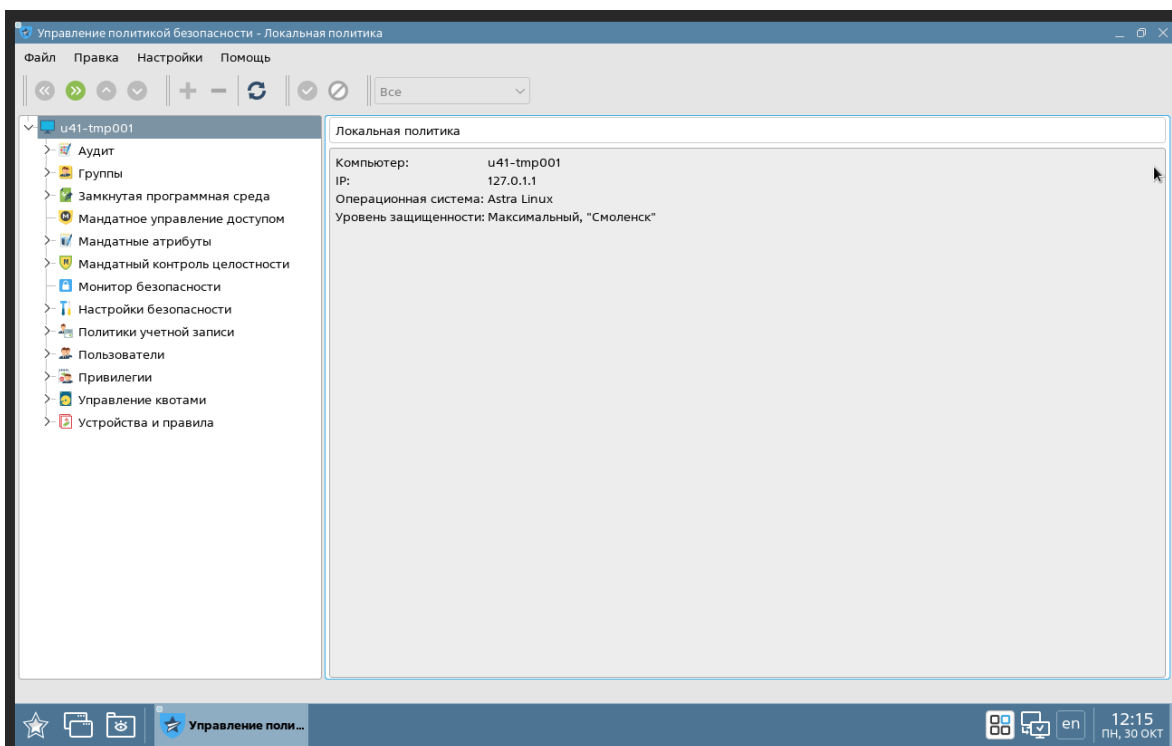 Управление политикой безопасности - Локальная политика
Файл Правка Настройки Помощь
Все
u41-tmp001
Аудит
Группы
Замкнутая программная среда
Мандатное управление доступом
Мандатные атрибуты
Мандатный контроль целостности
Монитор безопасности
Настройки безопасности
Политики учетной записи
Пользователи
Привилегии
Управление квотами
Устройства и правила
Локальная политика
Компьютер: u41-tmp001
IP: 127.0.1.1
Операционная система: Astra Linux
Уровень защищенности: Максимальный, "Смоленск"
Управление поли...
en
12:15
ПН, 30 ОКТ